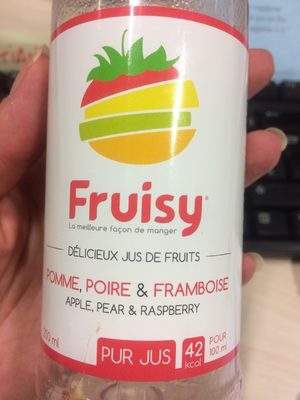 Fruisy®
La meilleure façon de manger
DÉLICIEUX JUS DE FRUITS
POMME, POIRE & FRAMBOISE
APPLE, PEAR & RASPBERRY
PUR JUS
42
kcal
POUR
100 ml